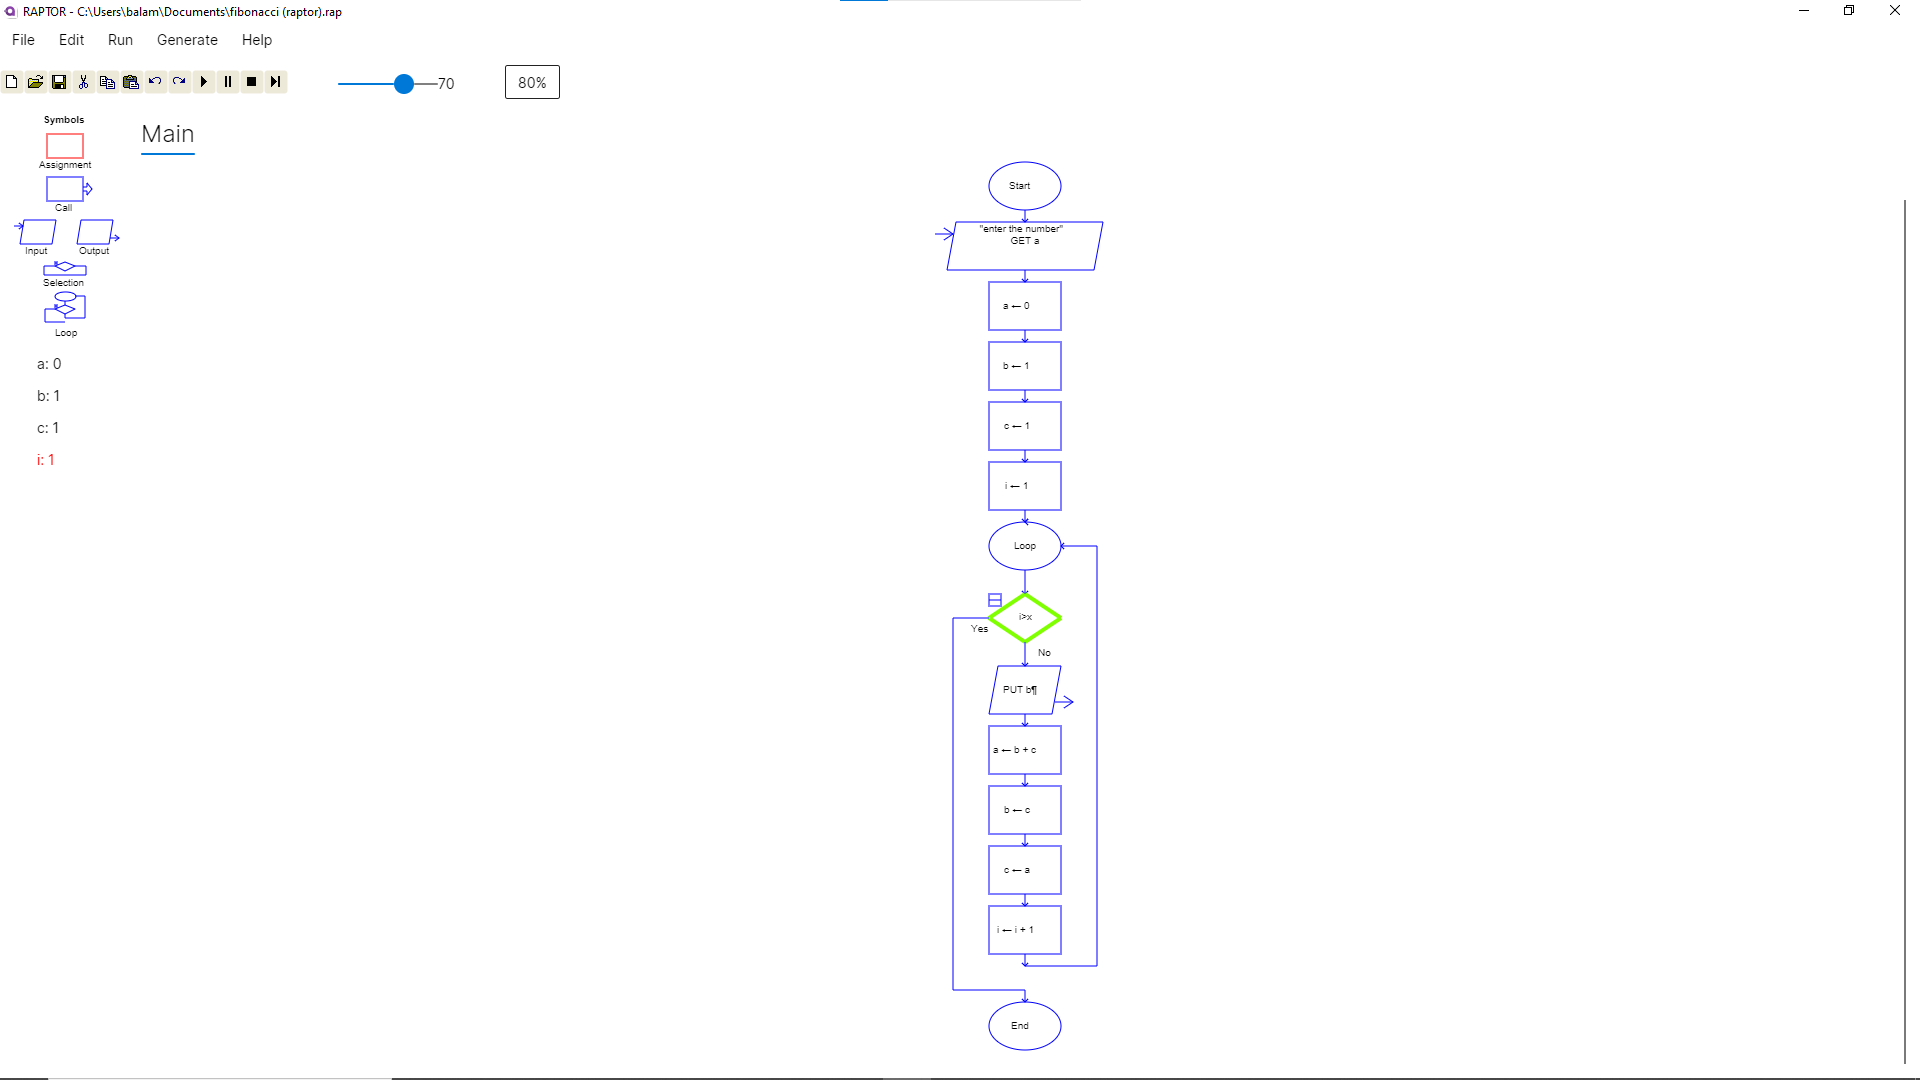 RAPTOR - C:\Users\balam\Documents\fibonacci (raptor).rap
File Edit Run Generate Help
70
80%
Symbols
Assignment
Call
Input Output
Selection
Loop
a: 0
b: 1
c: 1
i: 1
Main
Start
"enter the number"
GET a
a ← 0
b ← 1
c ← 1
i ← 1
Loop
i>x
Yes
No
PUT b¶
a ← b + c
b ← c
c ← a
i ← i + 1
End